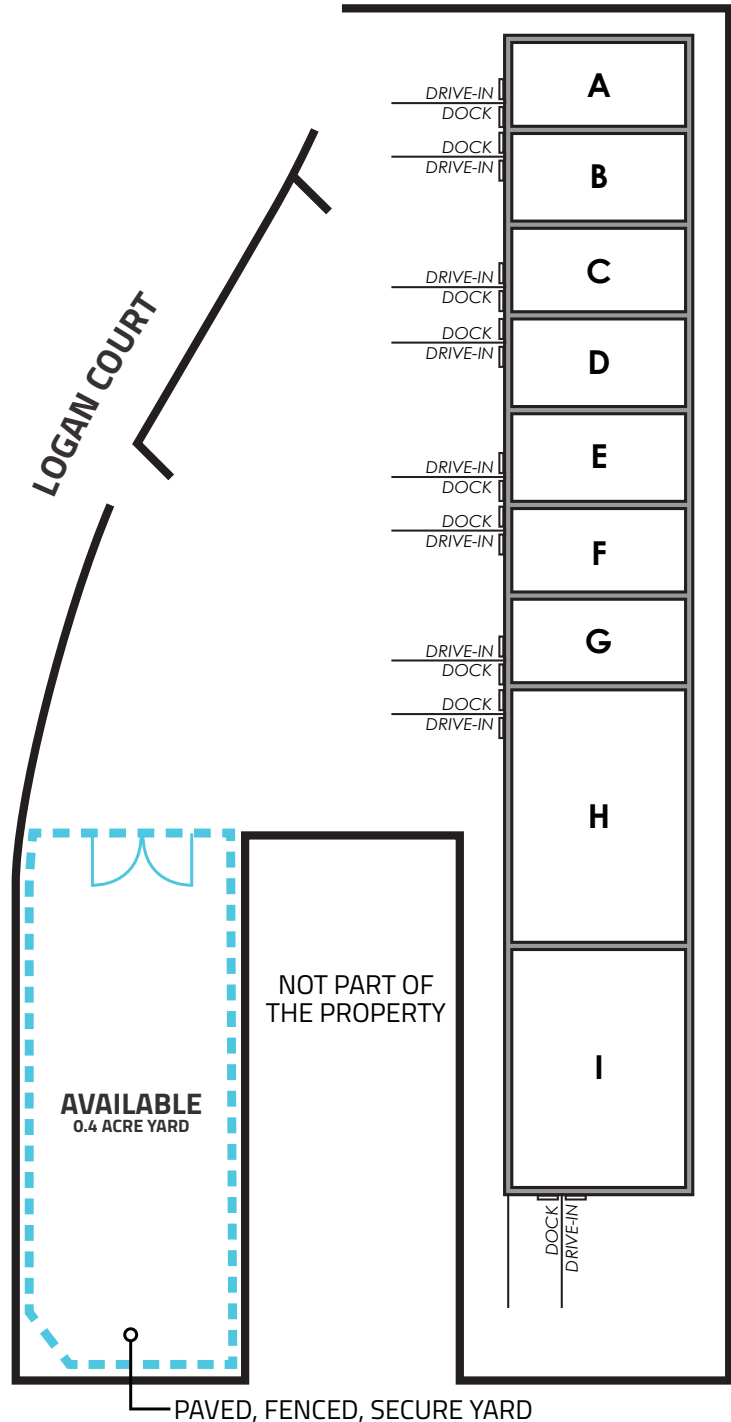 DRIVE-IN
DOCK
A
DOCK
DRIVE-IN
B
DRIVE-IN
DOCK
C
DOCK
DRIVE-IN
D
LOGAN COURT
DRIVE-IN
DOCK
E
DOCK
DRIVE-IN
F
DRIVE-IN
DOCK
G
DOCK
DRIVE-IN
H
NOT PART OF
THE PROPERTY
I
AVAILABLE
0.4 ACRE YARD
DOCK
DRIVE-IN
PAVED, FENCED, SECURE YARD